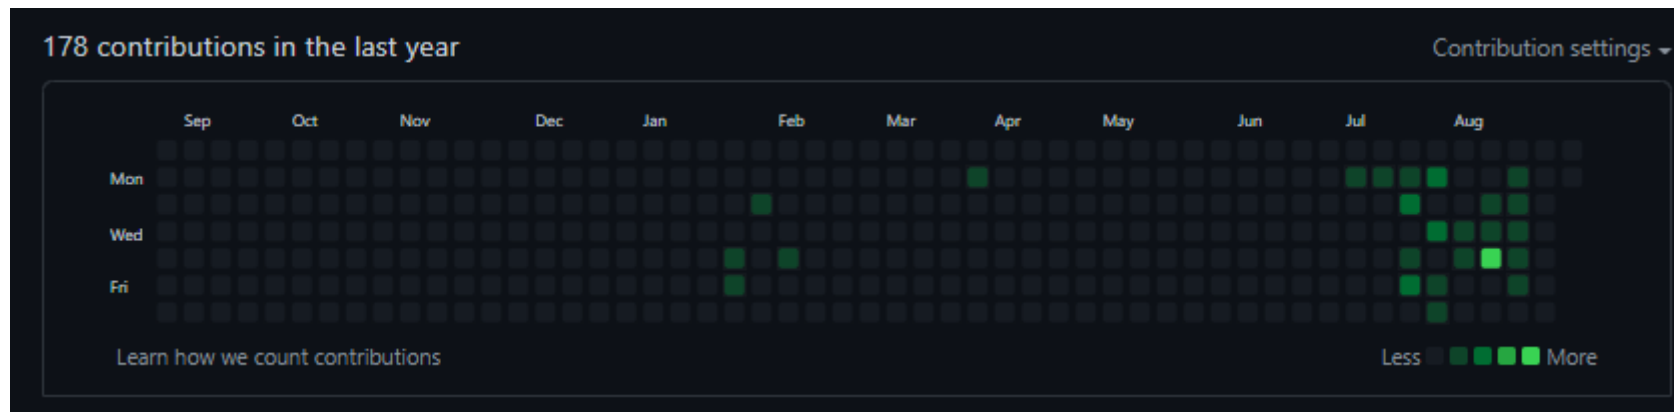 178 contributions in the last year
Contribution settings
Sep Oct Nov Dec Jan Feb Mar Apr May Jun Jul Aug
Mon
Wed
Fri
Learn how we count contributions
Less More